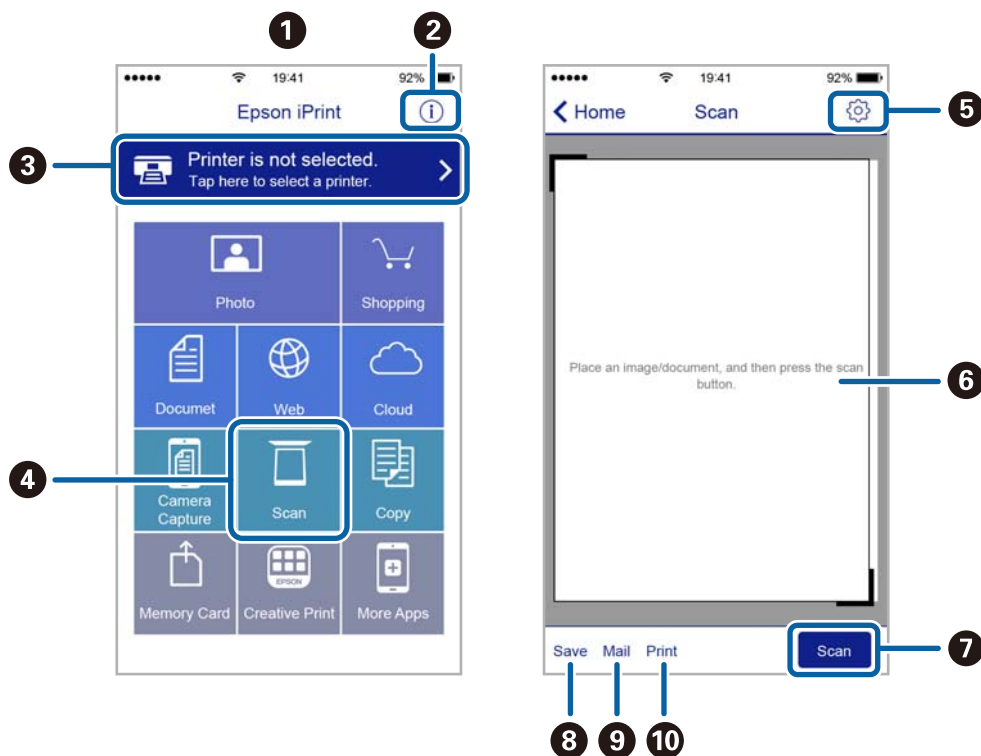 1
2
19:41
92%
Epson iPrint
i
3
Printer is not selected.
Tap here to select a printer.
Photo
Shopping
Documet
Web
Cloud
4
Camera
Capture
Scan
Copy
EPSON
Memory Card
Creative Print
More Apps
19:41
92%
Home
Scan
5
Place an image/document, and then press the scan
button.
6
Save
Mail
Print
Scan
7
8
9
10